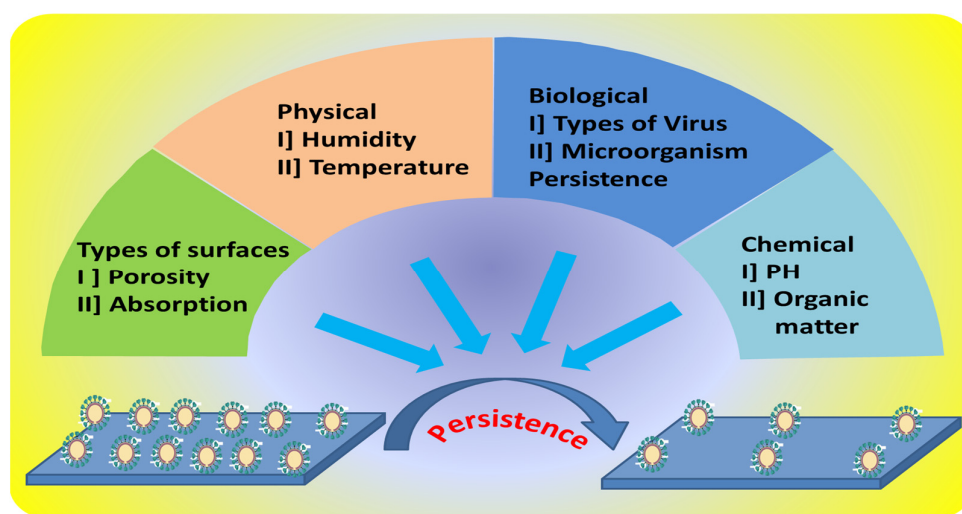 Types of surfaces
I ] Porosity
II] Absorption
Physical
I] Humidity
II] Temperature
Biological
I] Types of Virus
II] Microorganism
Persistence
Chemical
I] PH
II] Organic
matter
Persistence